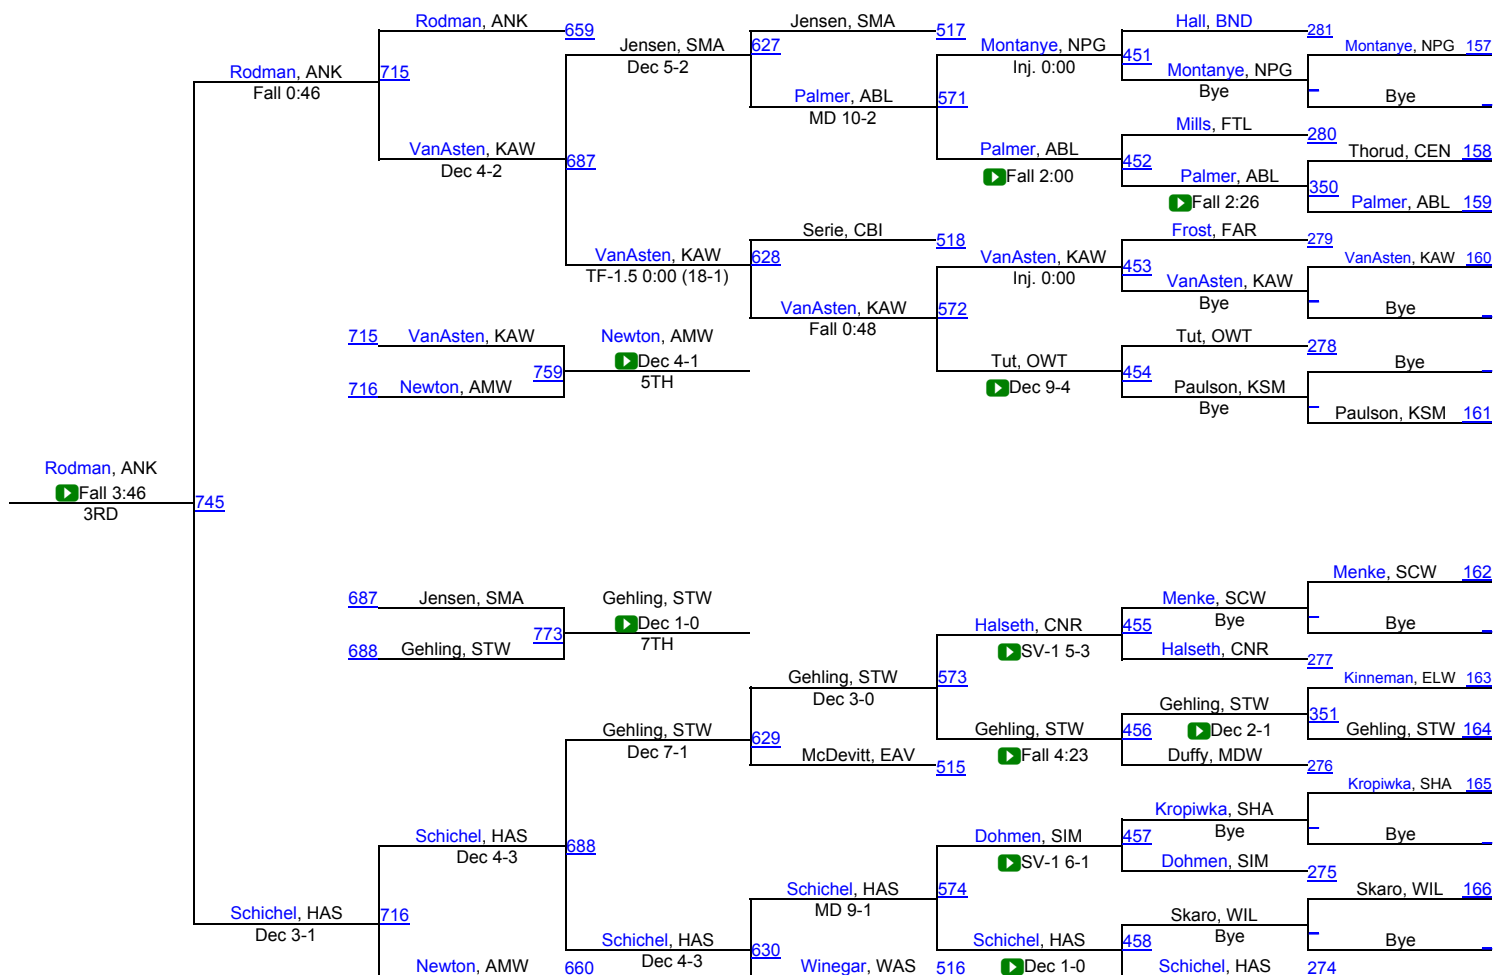 Rodman, ANK
659
Jensen, SMA
517
Hall, BND
281
Jensen, SMA
627
Dec 5-2
Montanye, NPG
451
Inj. 0:00
Montanye, NPG 157
Rodman, ANK
715
Fall 0:46
Montanye, NPG
Bye
Bye
Palmer, ABL
571
MD 10-2
Mills, FTL
280
VanAsten, KAW
687
Dec 4-2
Palmer, ABL
452
Fall 2:00
Thorud, CEN 158
Palmer, ABL
350
Fall 2:26
Palmer, ABL 159
Serie, CBI
518
Frost, FAR
279
VanAsten, KAW
628
TF-1.5 0:00 (18-1)
VanAsten, KAW
453
Inj. 0:00
VanAsten, KAW 160
VanAsten, KAW
Bye
Bye
VanAsten, KAW
572
Fall 0:48
715 VanAsten, KAW
Newton, AMW
Dec 4-1
5TH
759
716 Newton, AMW
Tut, OWT
278
Tut, OWT
454
Dec 9-4
Bye
Paulson, KSM
Bye
Paulson, KSM 161
Rodman, ANK
Fall 3:46
3RD
745
Menke, SCW 162
687 Jensen, SMA
Gehling, STW
Dec 1-0
7TH
773
688 Gehling, STW
Menke, SCW
Bye
Bye
Halseth, CNR
455
SV-1 5-3
Halseth, CNR
277
Gehling, STW
573
Dec 3-0
Kinneman, ELW 163
Gehling, STW
351
Dec 2-1
Gehling, STW 164
Gehling, STW
629
Dec 7-1
Gehling, STW
456
Fall 4:23
McDevitt, EAV
515
Duffy, MDW
276
Kropiwka, SHA 165
Kropiwka, SHA
Bye
Bye
Schichel, HAS
688
Dec 4-3
Dohmen, SIM
457
SV-1 6-1
Dohmen, SIM
275
Schichel, HAS
574
MD 9-1
Skaro, WIL 166
Schichel, HAS
716
Dec 3-1
Skaro, WIL
Bye
Bye
Schichel, HAS
630
Dec 4-3
Schichel, HAS
458
Dec 1-0
Newton, AMW 660
Winegar, WAS 516
Schichel, HAS 274